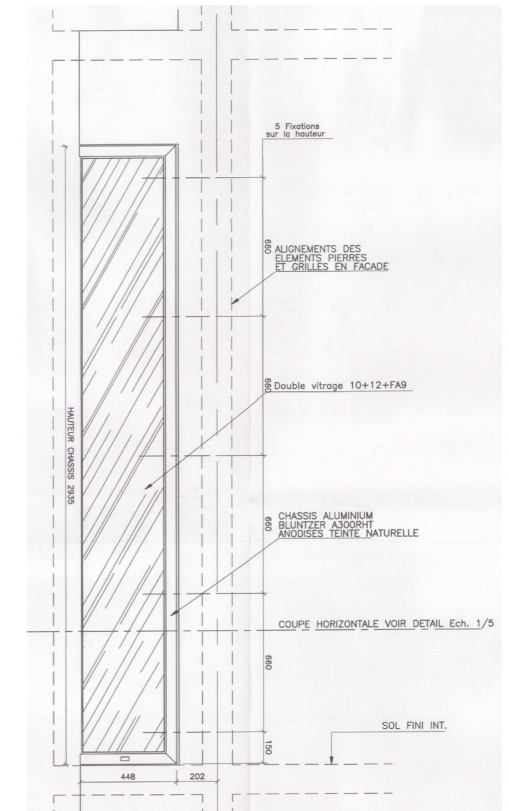 5 Fixations
sur la hauteur
660
ALIGNEMENTS DES
ELEMENTS PIERRES
ET GRILLES EN FACADE
660
Double vitrage 10+12+FA9
HAUTEUR CHASSIS 2935
660
CHASSIS ALUMINIUM
BLUNTZER A300RHT
ANODISES TEINTE NATURELLE
COUPE HORIZONTALE VOIR DETAIL Ech. 1/5
660
SOL FINI INT.
150
448
202